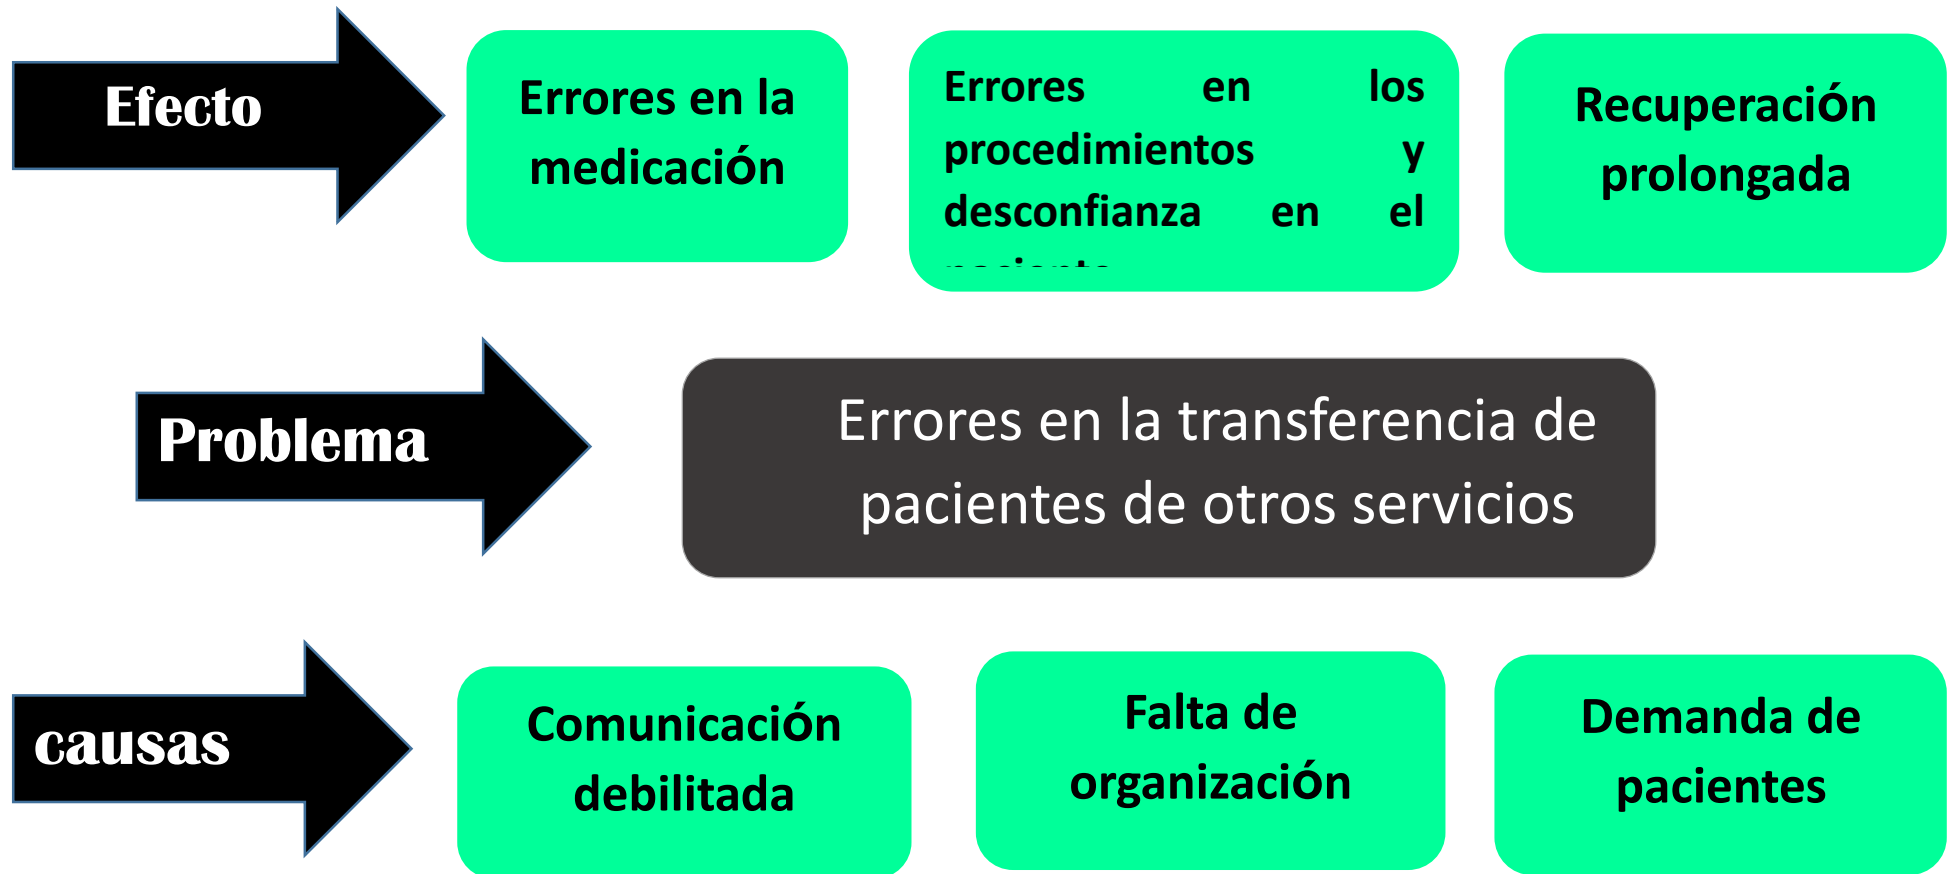 Efecto
Errores en la
medicación
Errores en los
procedimientos y
desconfianza en el
Recuperación
prolongada
Problema
Errores en la transferencia de
pacientes de otros servicios
causas
Comunicación
debilitada
Falta de
organización
Demanda de
pacientes